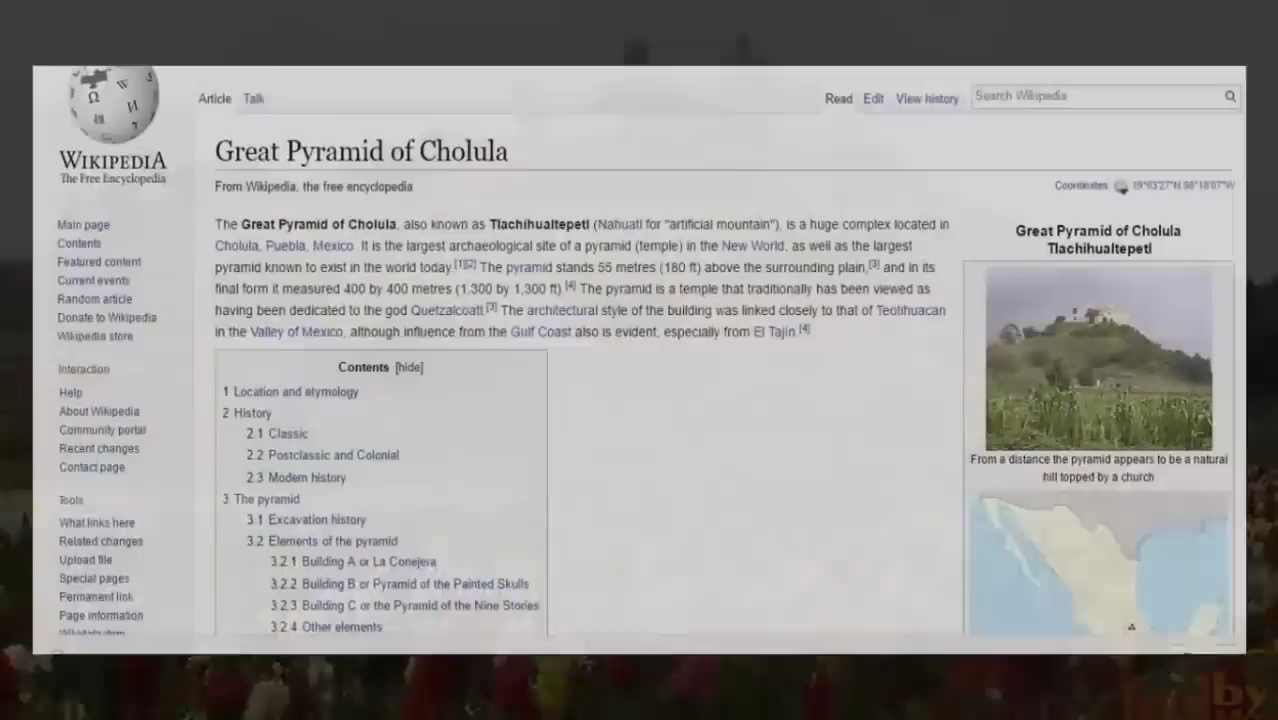 Article Talk
Read Edit View history
Search Wikipedia
WIKIPEDIA
The Free Encyclopedia
Main page
Contents
Featured content
Current events
Random article
Donate to Wikipedia
Wikipedia store
Interaction
Help
About Wikipedia
Community portal
Recent changes
Contact page
Tools
What links here
Related changes
Upload file
Special pages
Permanent link
Page information
Wikidata item
Great Pyramid of Cholula
From Wikipedia, the free encyclopedia
Coordinates
The Great Pyramid of Cholula, also known as Tlachihualtepetl (Nahuatl for "artificial mountain"), is a huge complex located in
Cholula, Puebla, Mexico. It is the largest archaeological site of a pyramid (temple) in the New World, as well as the largest
pyramid known to exist in the world today.[1][2] The pyramid stands 55 metres (180 ft) above the surrounding plain,[3] and in its
final form it measured 400 by 400 metres (1,300 by 1,300 ft).[4] The pyramid is a temple that traditionally has been viewed as
having been dedicated to the god Quetzalcoatl.[3] The architectural style of the building was linked closely to that of Teotihuacan
in the Valley of Mexico, although influence from the Gulf Coast also is evident, especially from El Tajín.[4]
Contents [hide]
1 Location and etymology
2 History
2.1 Classic
2.2 Postclassic and Colonial
2.3 Modern history
3 The pyramid
3.1 Excavation history
3.2 Elements of the pyramid
3.2.1 Building A or La Conejera
3.2.2 Building B or Pyramid of the Painted Skulls
3.2.3 Building C or the Pyramid of the Nine Stories
3.2.4 Other elements
Great Pyramid of Cholula
Tlachihualtepetl
From a distance the pyramid appears to be a natural
hill topped by a church
by